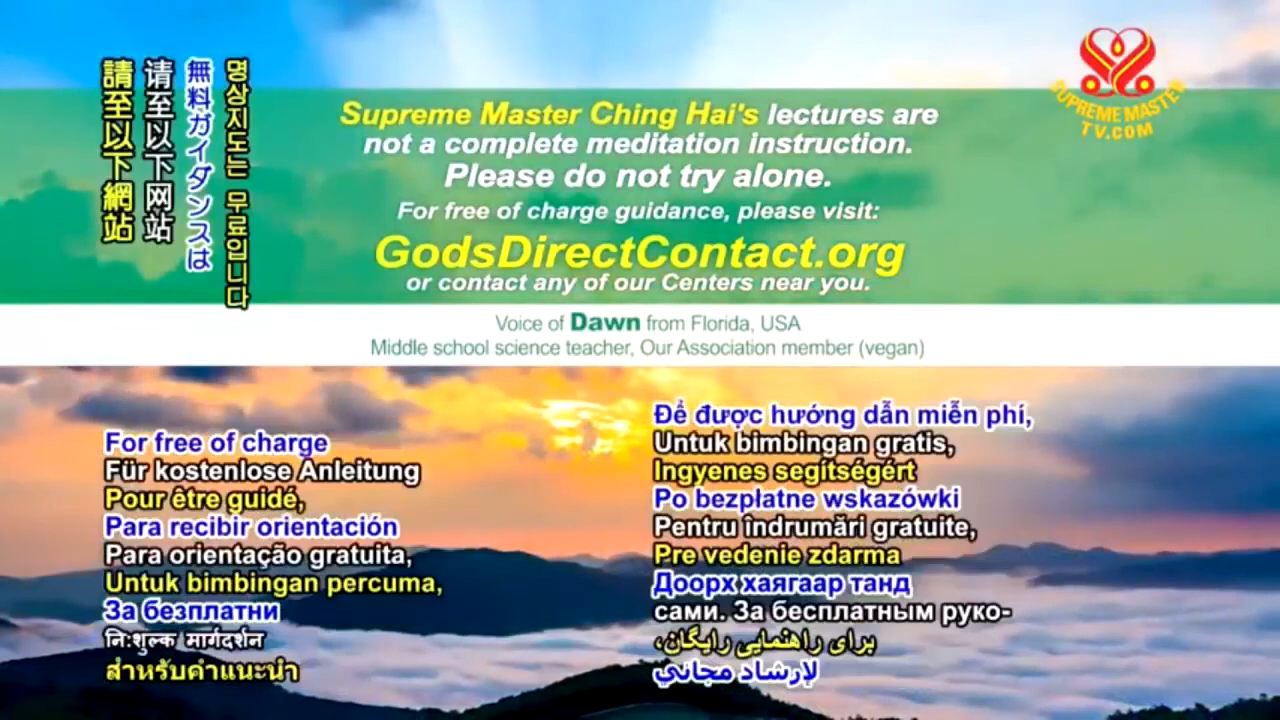 請至以下網站
请至以下网站
無料ガイダンスは
명상지도는 무료입니다
Supreme Master Ching Hai's lectures are
not a complete meditation instruction.
Please do not try alone.
For free of charge guidance, please visit:
GodsDirectContact.org
or contact any of our Centers near you.
SUPREME MASTER
TV.COM
Voice of Dawn from Florida, USA
Middle school science teacher, Our Association member (vegan)
For free of charge
Für kostenlose Anleitung
Pour être guidé,
Para recibir orientación
Para orientação gratuita,
Untuk bimbingan percuma,
За безплатни
नि:शुल्क मार्गदर्शन
สำหรับคำแนะนำ
Để được hướng dẫn miễn phí,
Untuk bimbingan gratis,
Ingyenes segítségért
Po bezpłatne wskazówki
Pentru îndrumări gratuite,
Pre vedenie zdarma
Доорх хаягаар танд
сами. За бесплатным руко-
برای راهنمایی رایگان،
لإرشاد مجاني